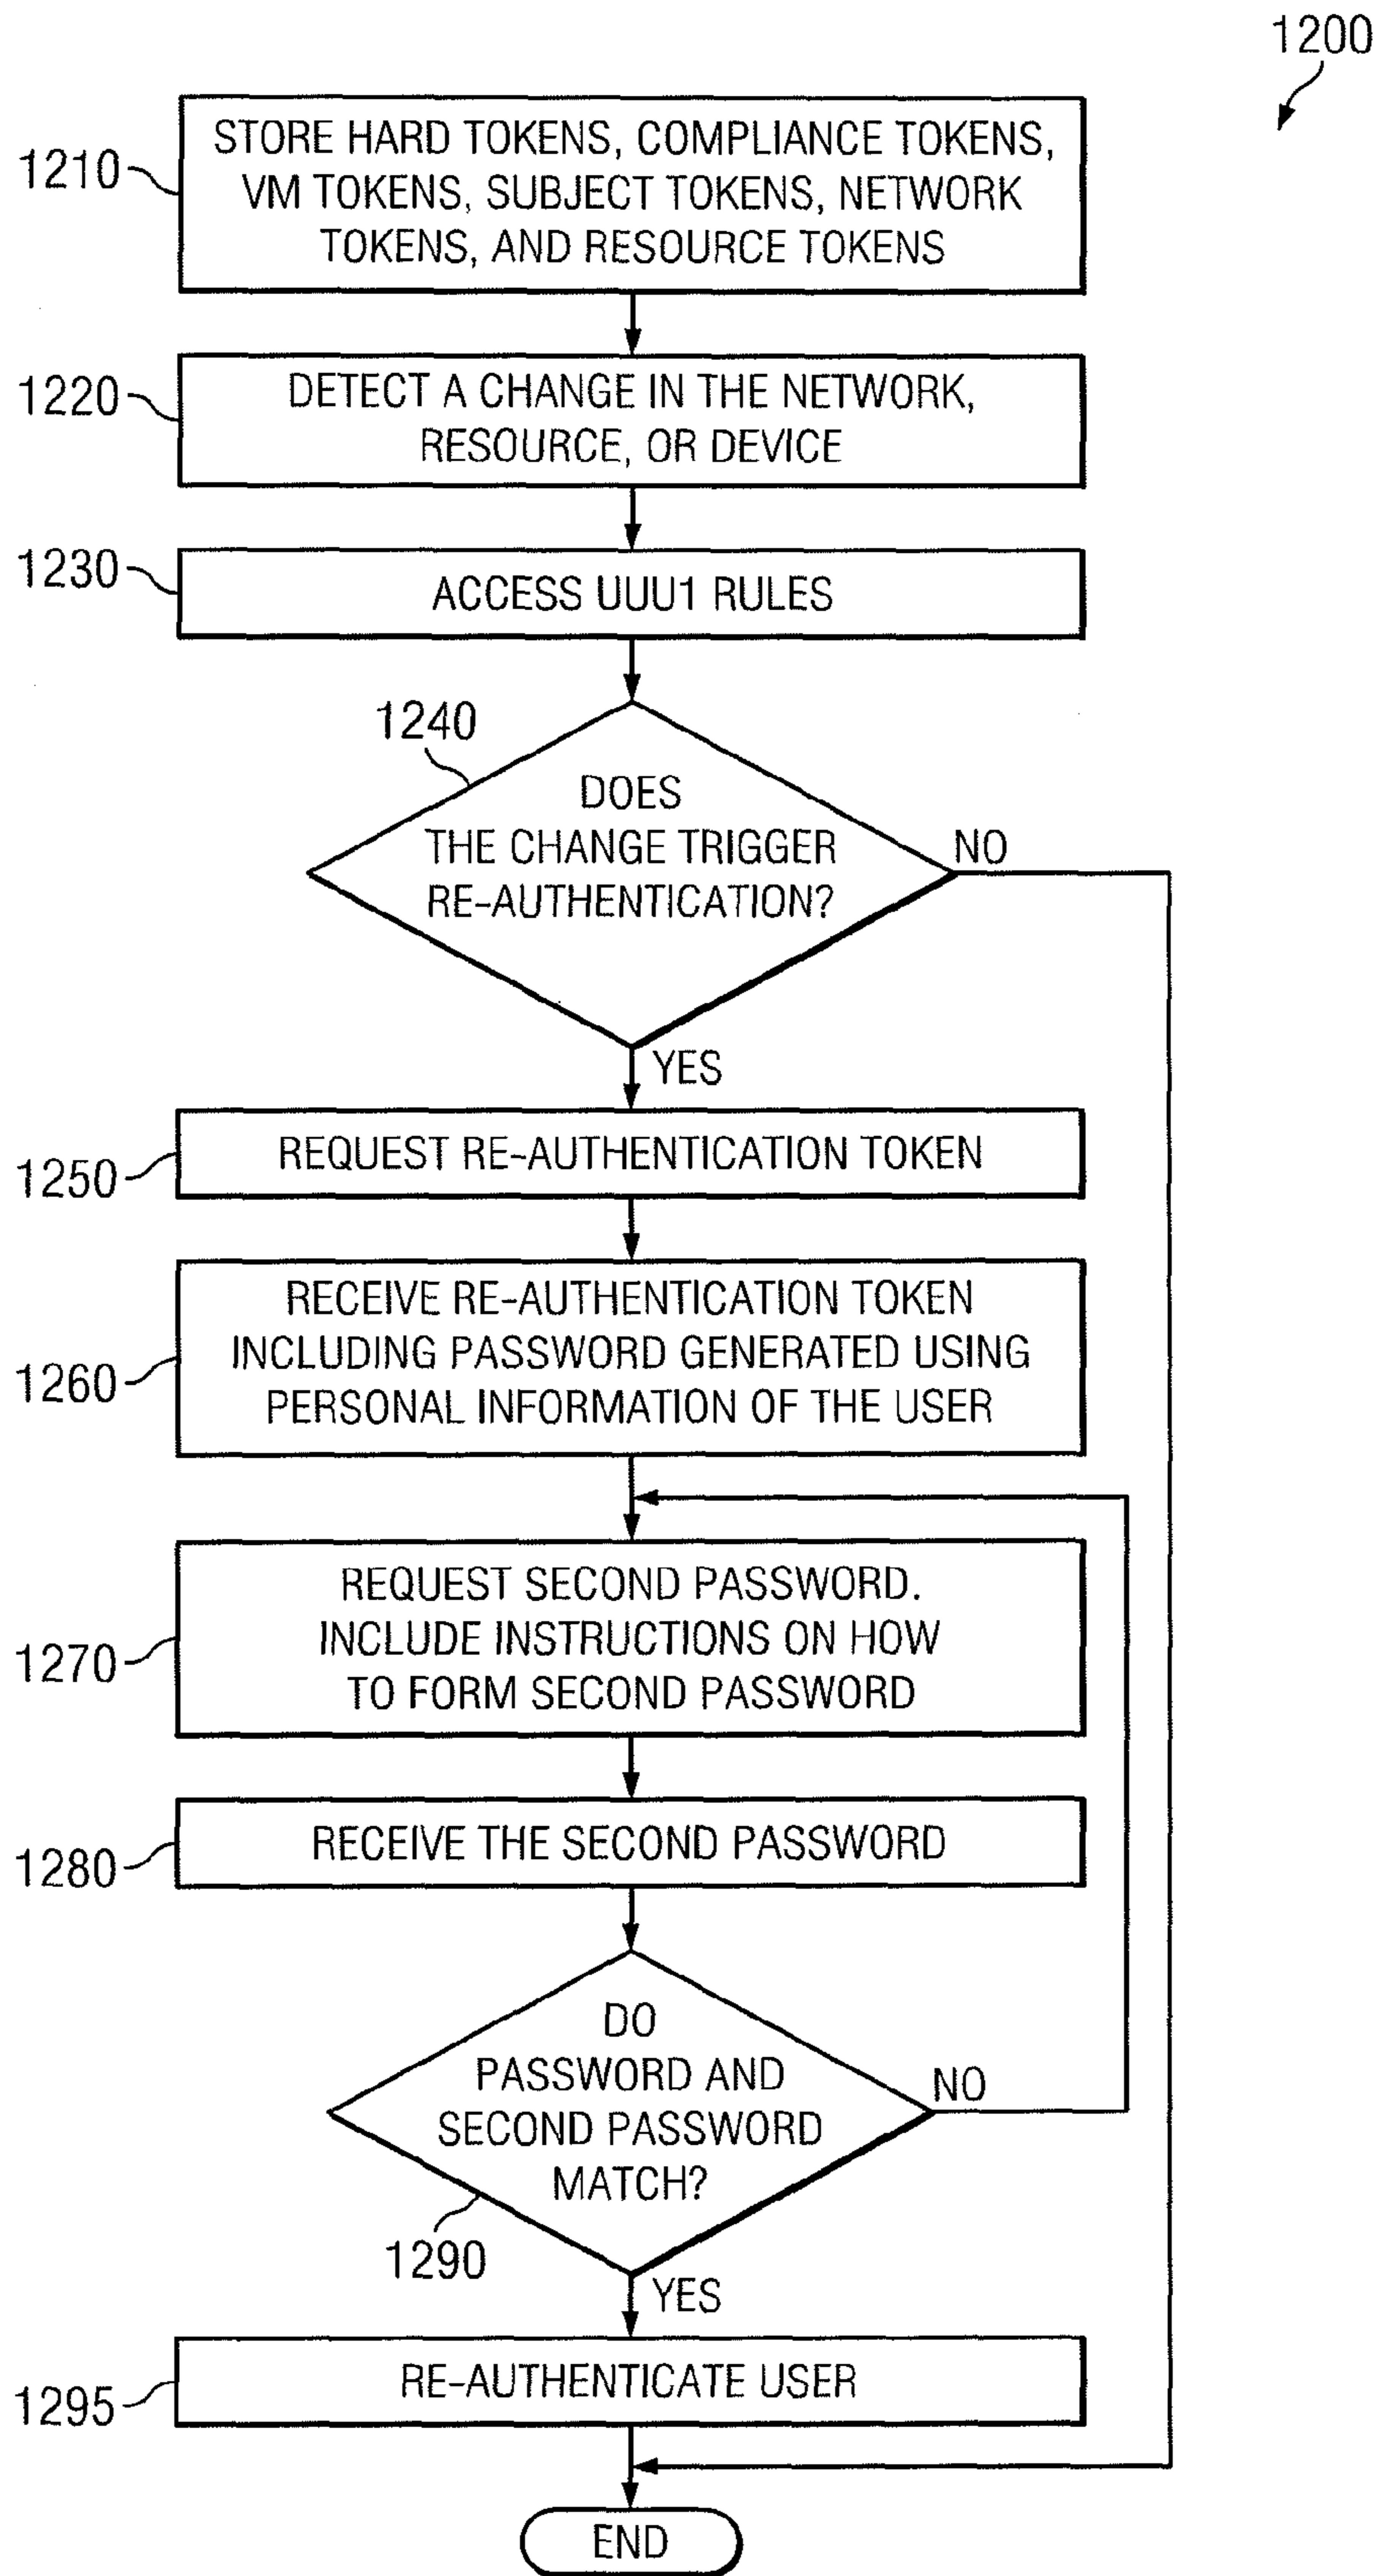 1200
1210
STORE HARD TOKENS, COMPLIANCE TOKENS,
VM TOKENS, SUBJECT TOKENS, NETWORK
TOKENS, AND RESOURCE TOKENS
1220
DETECT A CHANGE IN THE NETWORK,
RESOURCE, OR DEVICE
1230
ACCESS UUU1 RULES
1240
DOES
THE CHANGE TRIGGER
RE-AUTHENTICATION?
NO
YES
1250
REQUEST RE-AUTHENTICATION TOKEN
1260
RECEIVE RE-AUTHENTICATION TOKEN
INCLUDING PASSWORD GENERATED USING
PERSONAL INFORMATION OF THE USER
1270
REQUEST SECOND PASSWORD.
INCLUDE INSTRUCTIONS ON HOW
TO FORM SECOND PASSWORD
1280
RECEIVE THE SECOND PASSWORD
DO
PASSWORD AND
SECOND PASSWORD
MATCH?
NO
1290
YES
1295
RE-AUTHENTICATE USER
END